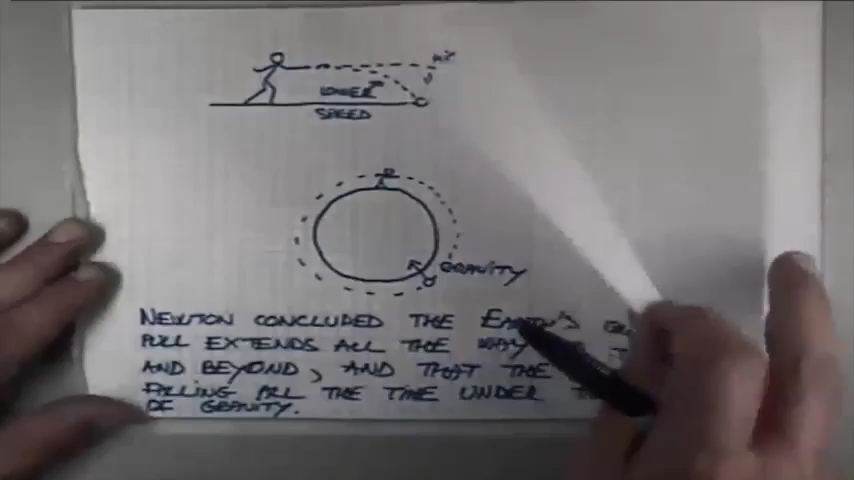 LOWER
SPEED
GRAVITY
NEWTON CONCLUDED THE EARTH'S
PULL EXTENDS ALL THE WAY
AND BEYOND, AND THAT THE
FALLING ALL THE TIME UNDER
OF GRAVITY.